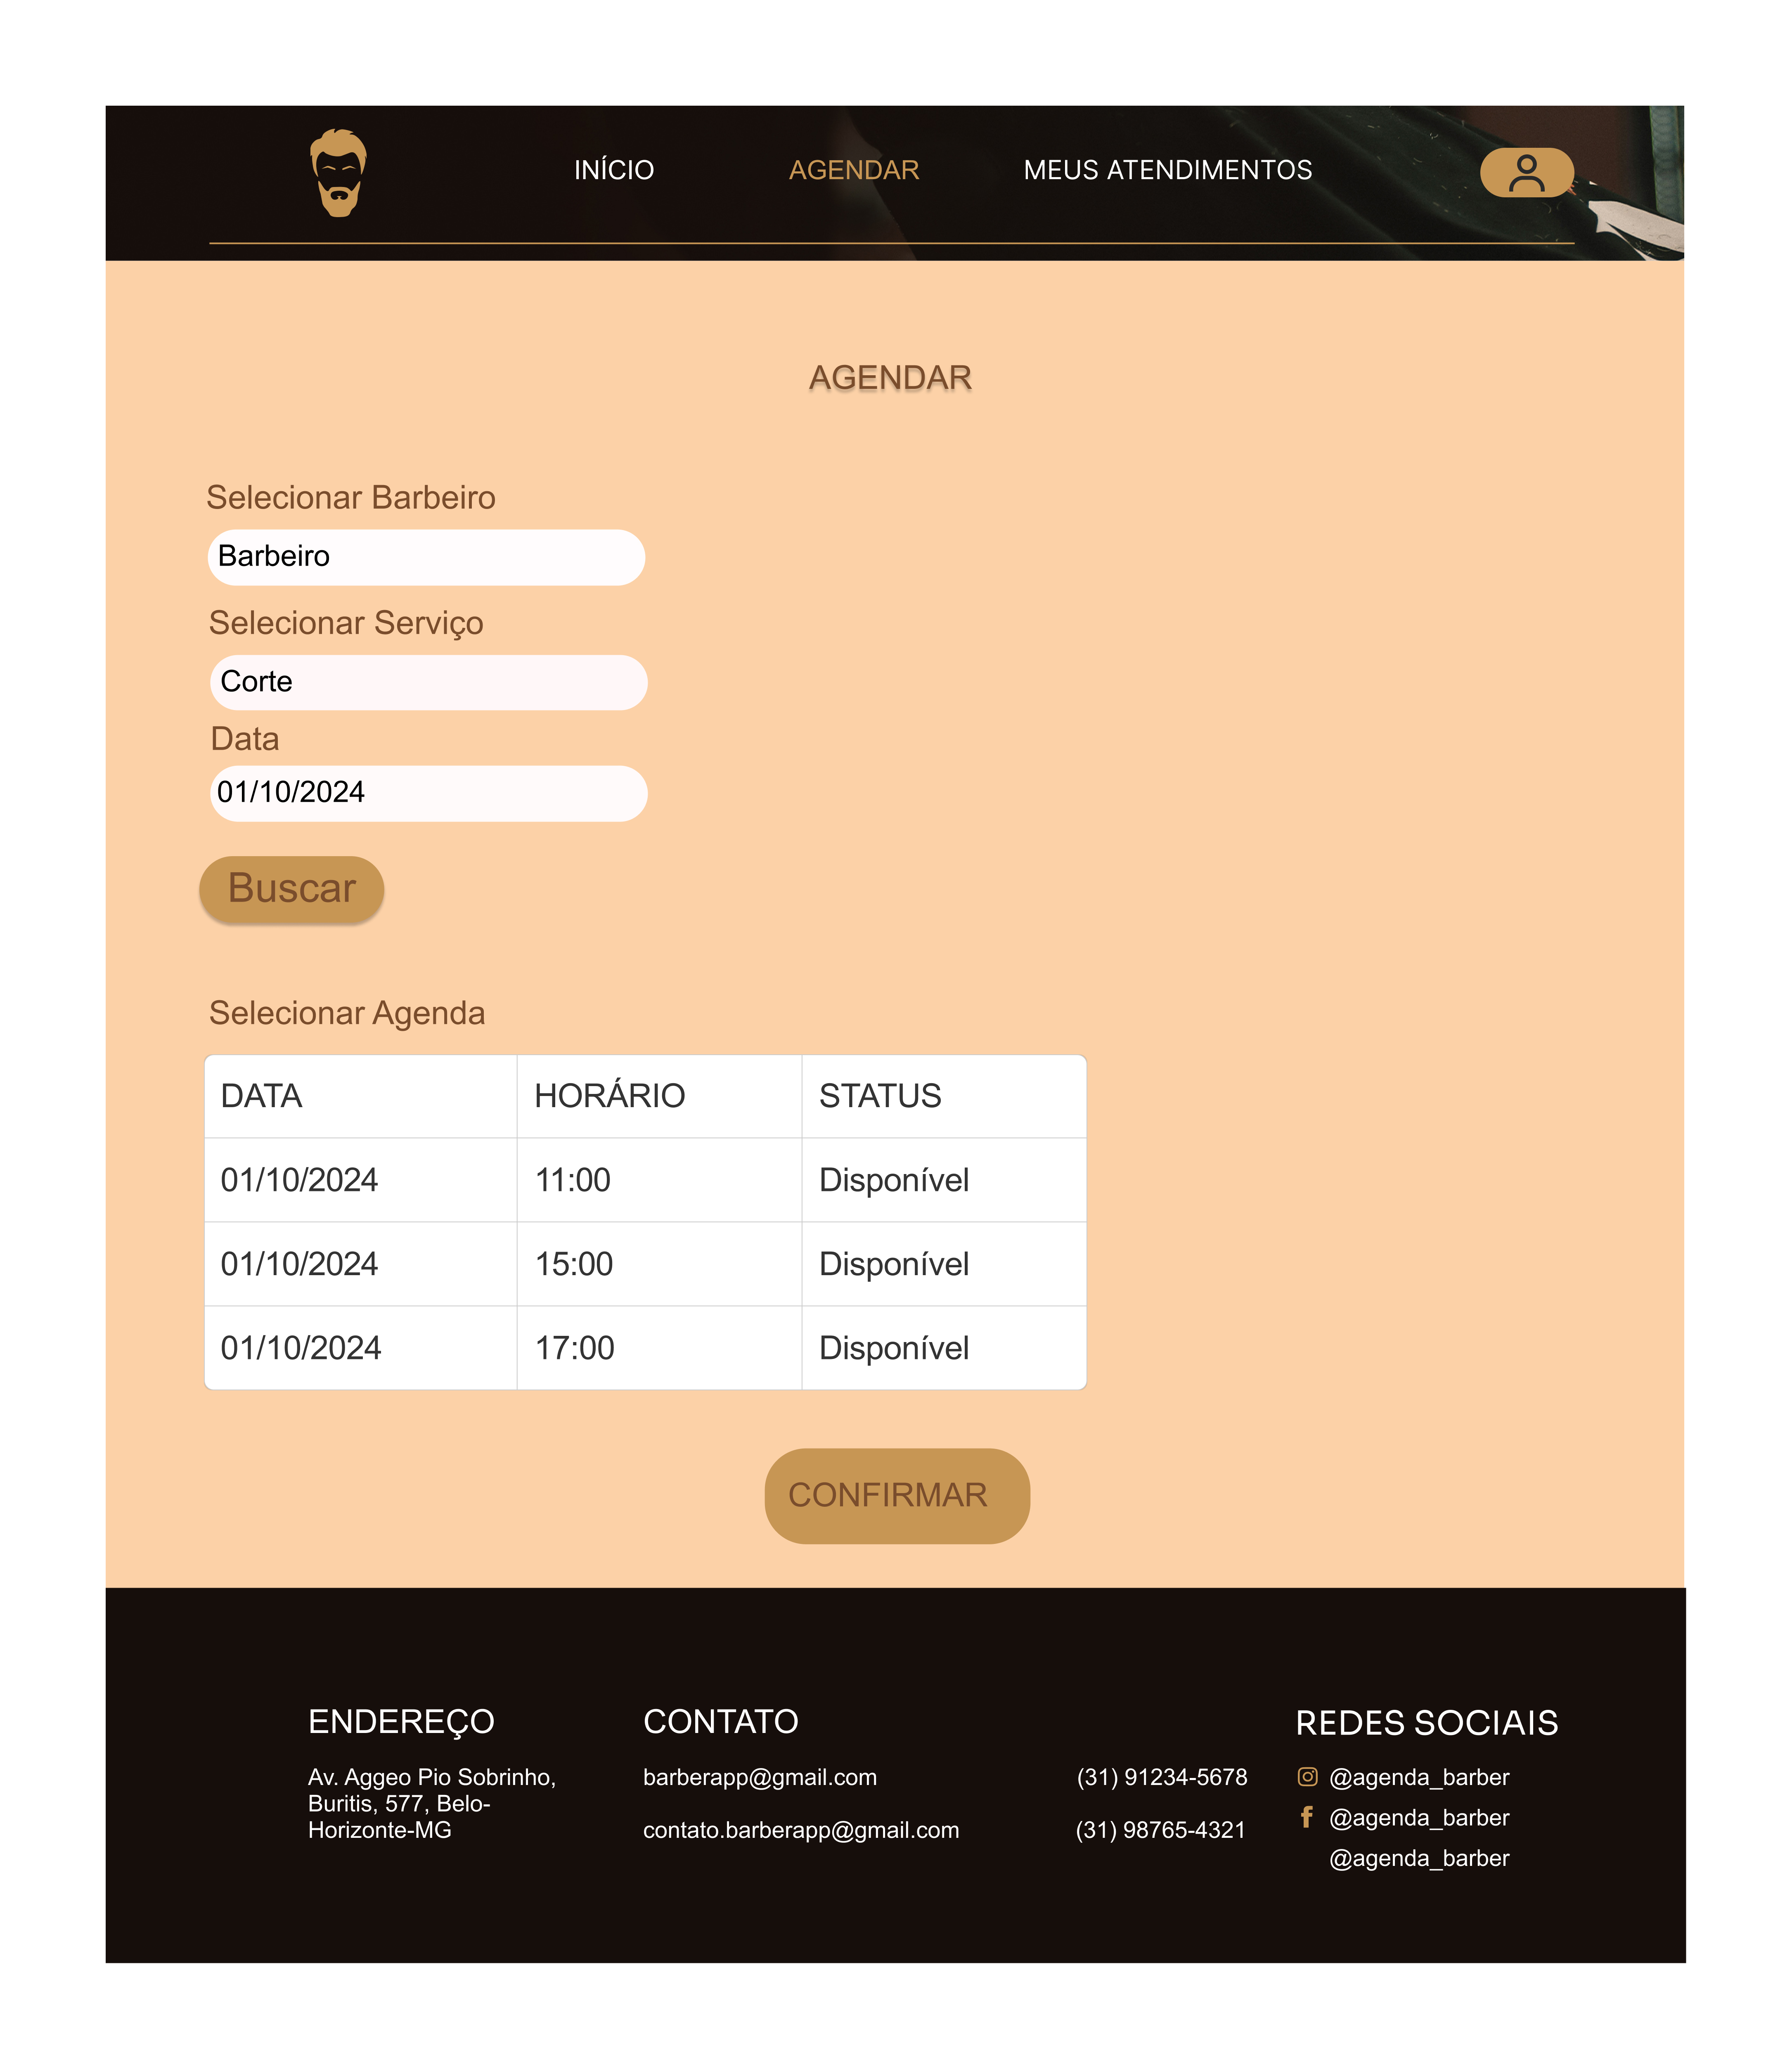 INÍCIO AGENDAR MEUS ATENDIMENTOS
AGENDAR
Selecionar Barbeiro
Barbeiro
Selecionar Serviço
Corte
Data
01/10/2024
Buscar
Selecionar Agenda
DATA HORÁRIO STATUS
01/10/2024 11:00 Disponível
01/10/2024 15:00 Disponível
01/10/2024 17:00 Disponível
CONFIRMAR
ENDEREÇO
Av. Aggeo Pio Sobrinho,
Buritis, 577, Belo-
Horizonte-MG
CONTATO
barberapp@gmail.com (31) 91234-5678
contato.barberapp@gmail.com (31) 98765-4321
REDES SOCIAIS
@agenda_barber
@agenda_barber
@agenda_barber